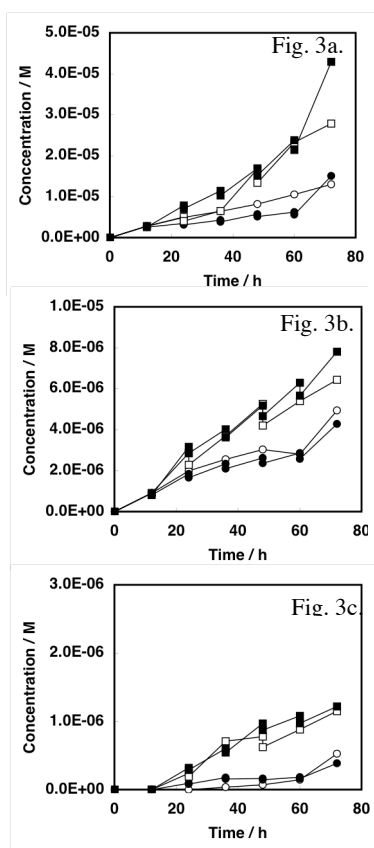 Fig. 3a.
5.0E-05
4.0E-05
3.0E-05
2.0E-05
1.0E-05
0.0E+00
Conccentration / M
0 20 40 60 80
Time / h
Fig. 3b.
1.0E-05
8.0E-06
6.0E-06
4.0E-06
2.0E-06
0.0E+00
Concentration / M
0 20 40 60 80
Time / h
Fig. 3c.
3.0E-06
2.0E-06
1.0E-06
0.0E+00
Concentration / M
0 20 40 60 80
Time / h